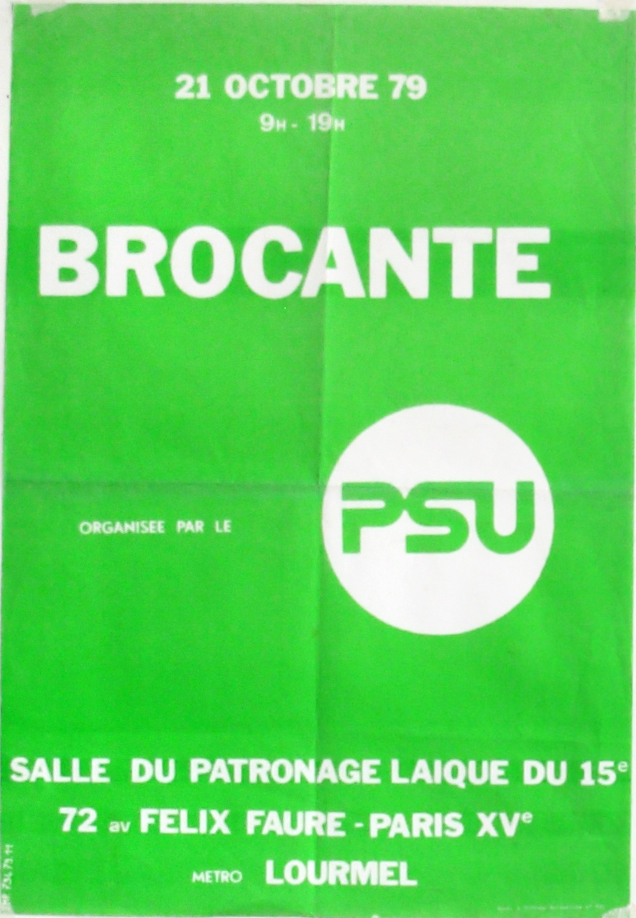 21 OCTOBRE 79
9H - 19H
BROCANTE
ORGANISEE PAR LE
PSU
SALLE DU PATRONAGE LAIQUE DU 15e
72 av FELIX FAURE - PARIS XVe
METRO LOURMEL